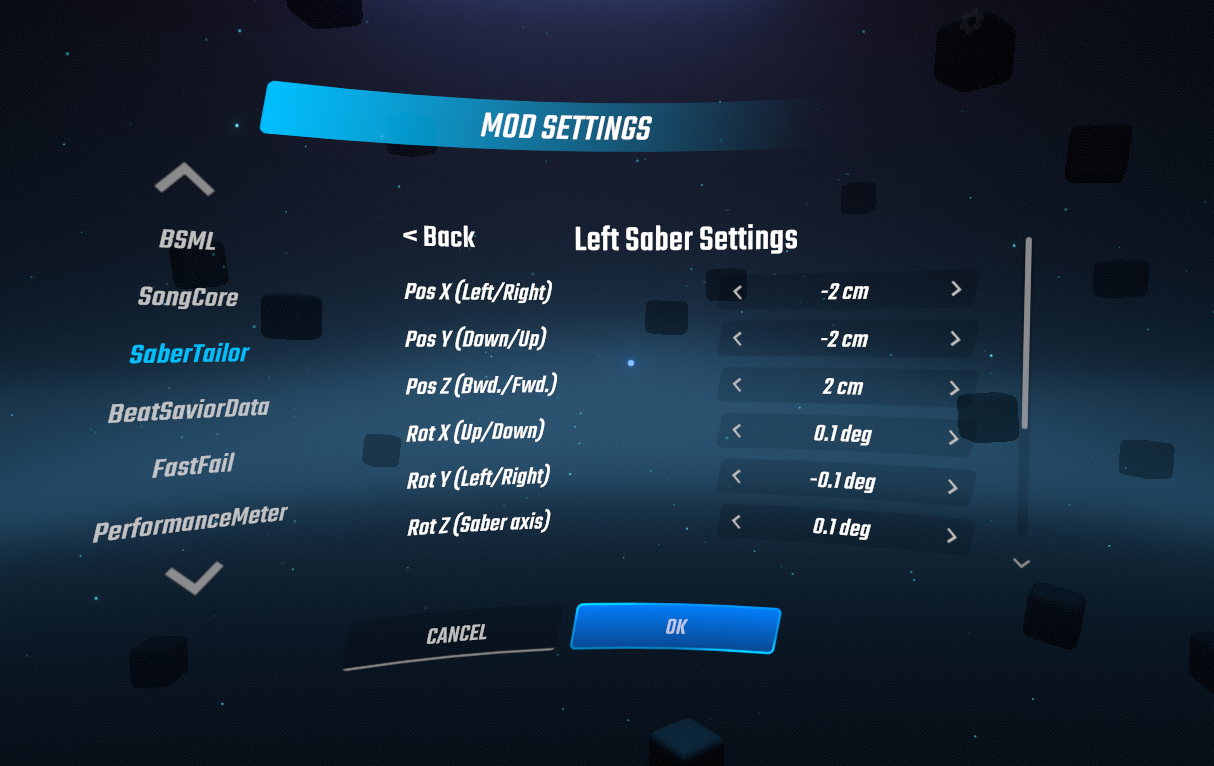 MOD SETTINGS
BSML
SongCore
SaberTailor
BeatSaviorData
FastFail
PerformanceMeter
< Back
Left Saber Settings
Pos X (Left/Right)
-2 cm
Pos Y (Down/Up)
-2 cm
Pos Z (Bwd./Fwd.)
2 cm
Rot X (Up/Down)
0.1 deg
Rot Y (Left/Right)
-0.1 deg
Rot Z (Saber axis)
0.1 deg
CANCEL
OK